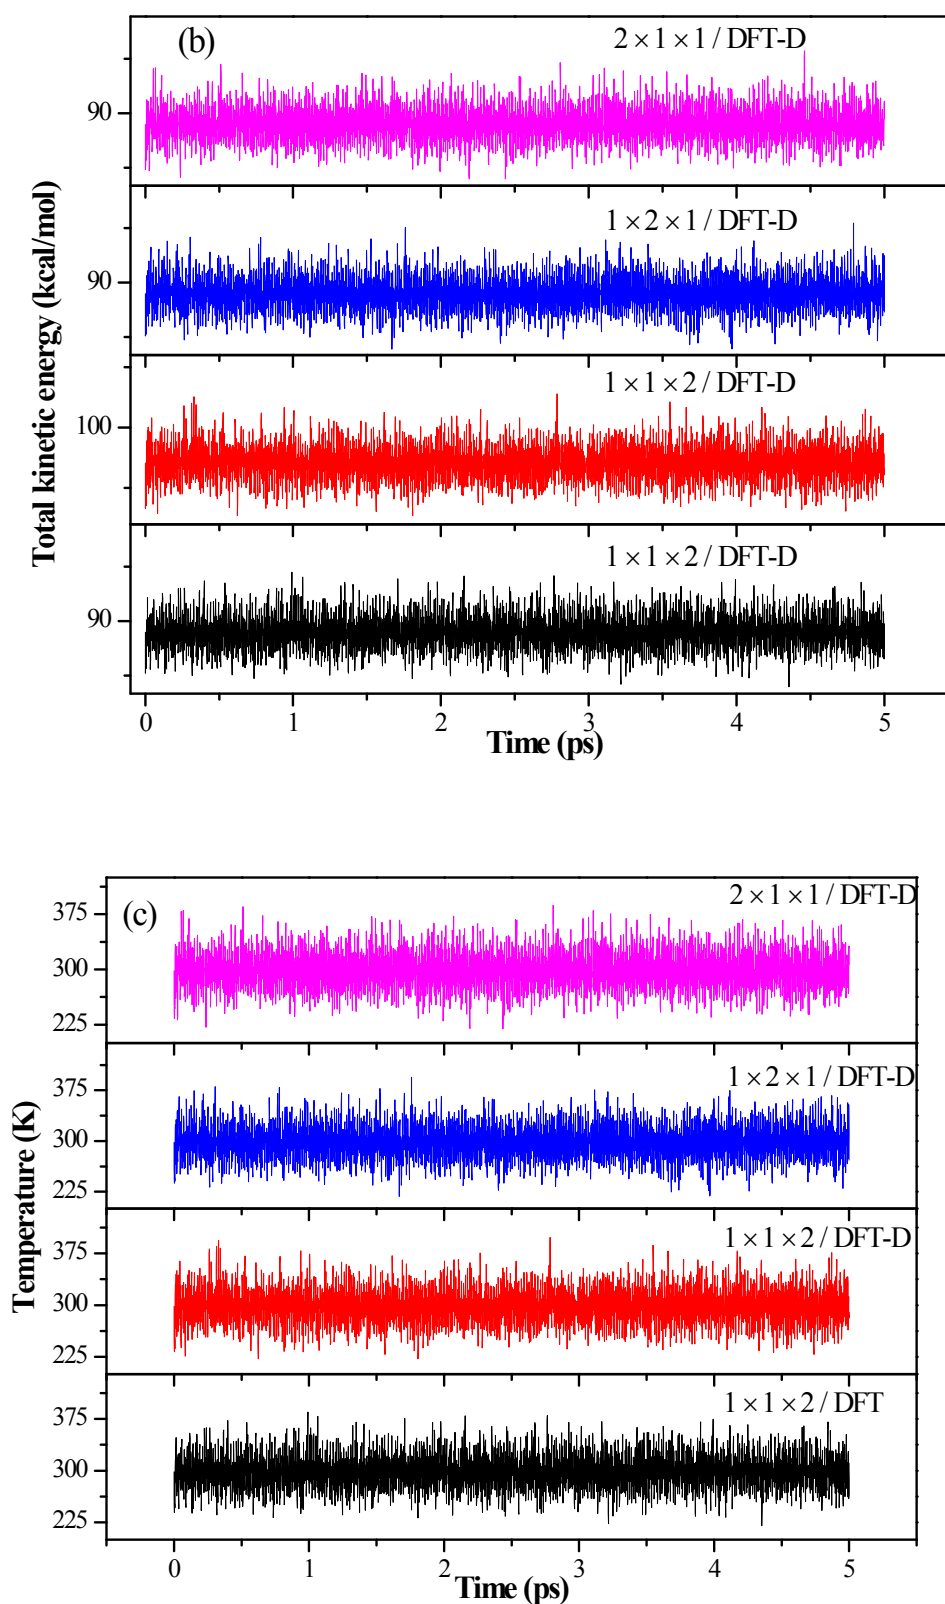 (b)
2 × 1 × 1 / DFT-D
90
1 × 2 × 1 / DFT-D
90
1 × 1 × 2 / DFT-D
100
1 × 1 × 2 / DFT-D
90
Total kinetic energy (kcal/mol)
0 1 2 3 4 5
Time (ps)
(c)
2 × 1 × 1 / DFT-D
375
300
225
1 × 2 × 1 / DFT-D
375
300
225
1 × 1 × 2 / DFT-D
375
300
225
1 × 1 × 2 / DFT
375
300
225
Temperature (K)
0 1 2 3 4 5
Time (ps)